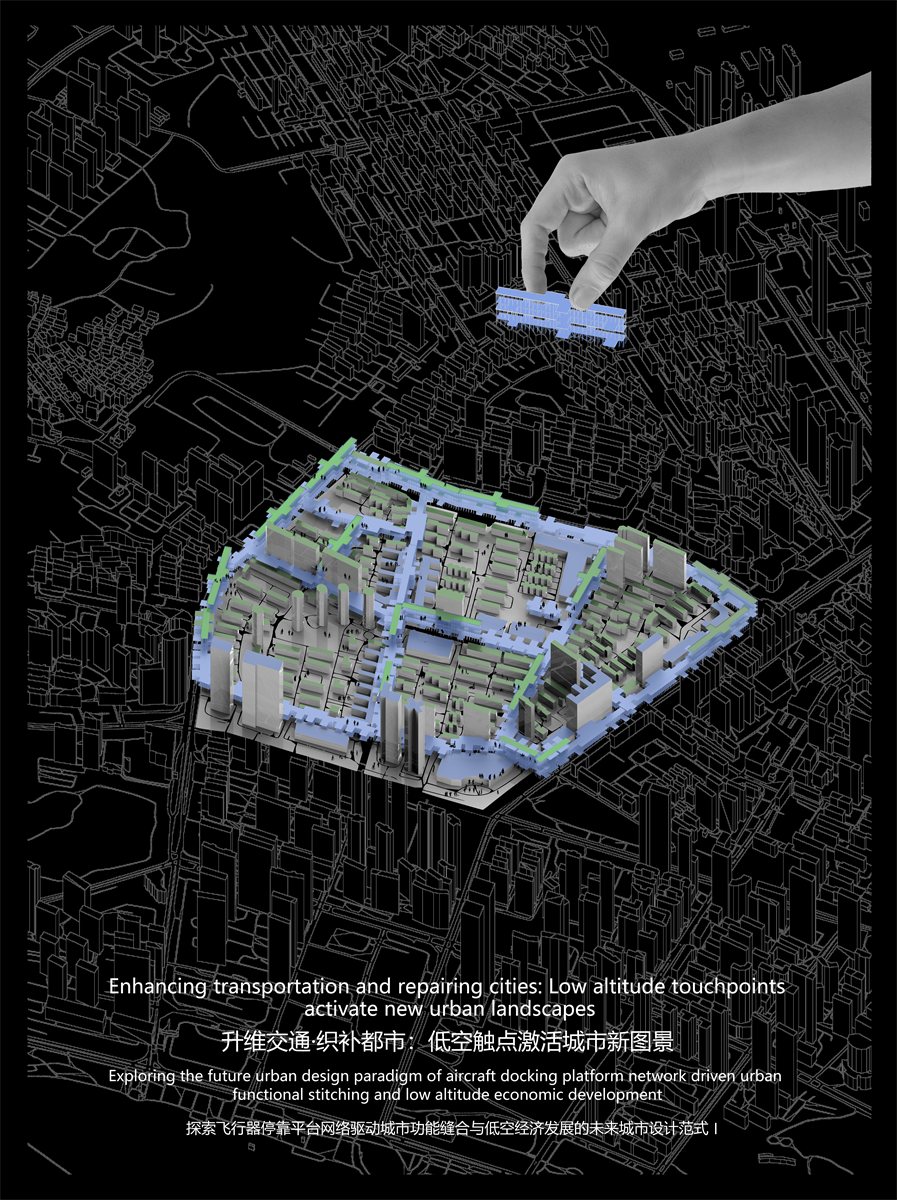 Enhancing transportation and repairing cities: Low altitude touchpoints
activate new urban landscapes
升维交通·织补都市：低空触点激活城市新图景
Exploring the future urban design paradigm of aircraft docking platform network driven urban
functional stitching and low altitude economic development
探索飞行器停靠平台网络驱动城市功能缝合与低空经济发展的未来城市设计范式 I